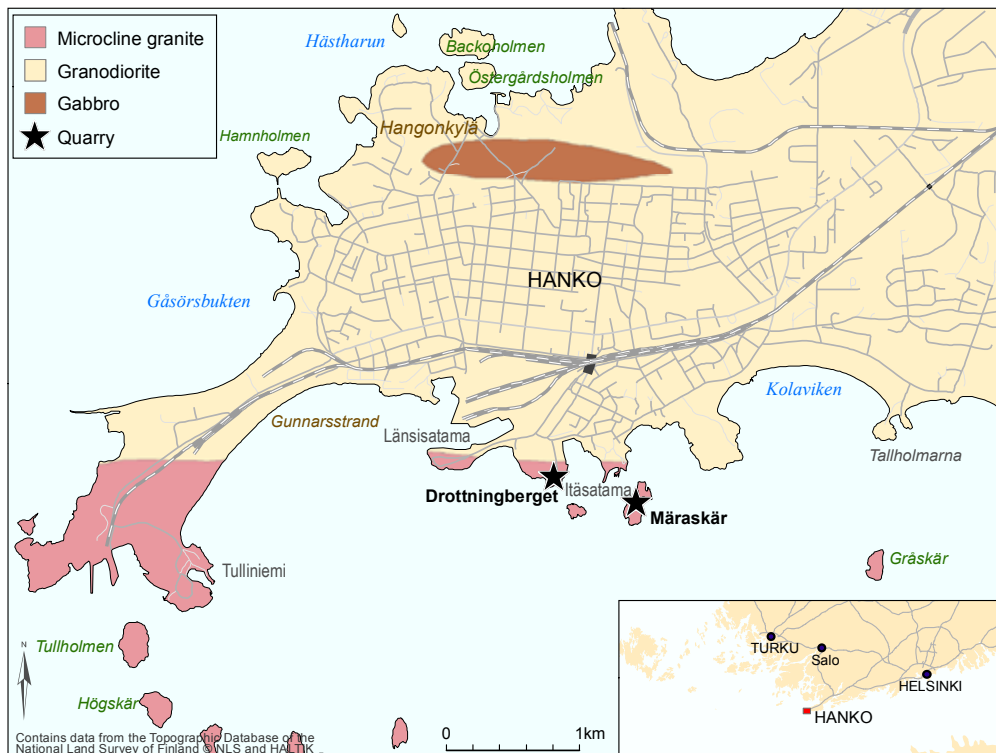 Microcline granite
Granodiorite
Gabbro
Quarry
Hästharun
Backoholmen
Östergårdsholmen
Hangonkylä
Hamnholmen
HANKO
Gåsörsbukten
Kolaviken
Gunnarsstrand
Länsisatama
Tallholmarna
Drottningberget
Itäsatama
Märaskär
Gråskär
Tulliniemi
Tullholmen
N
Högskär
TURKU
Salo
HELSINKI
HANKO
0 1km
Contains data from the Topographic Database of the
National Land Survey of Finland © NLS and HALTIK